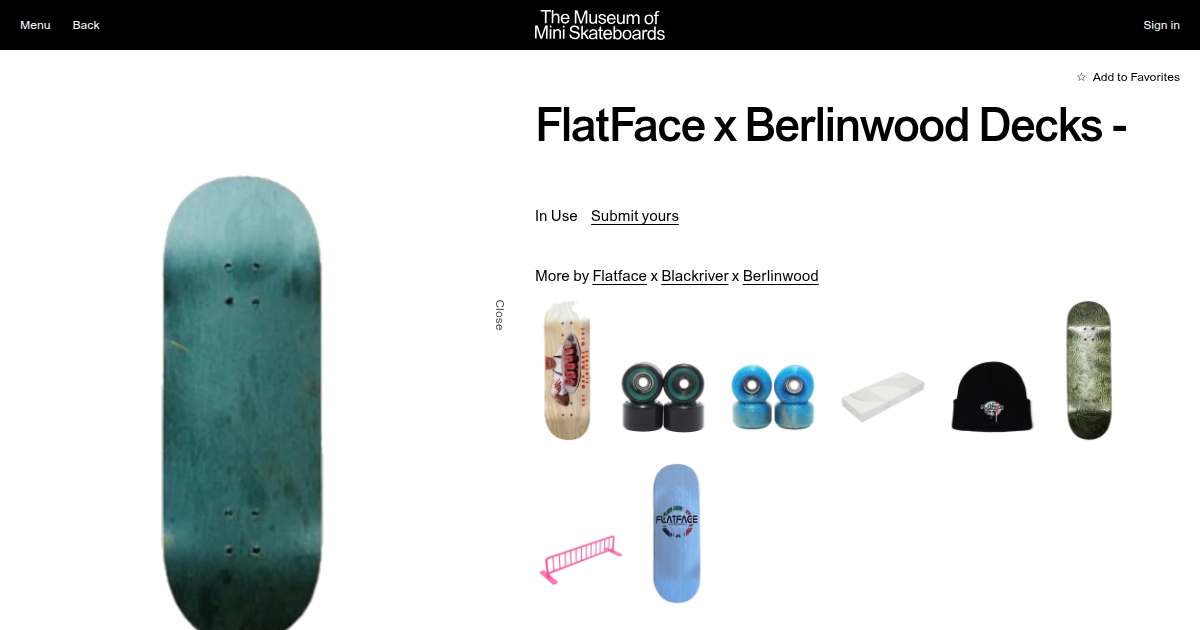 Menu
Back
The Museum of
Mini Skateboards
Sign in
☆ Add to Favorites
FlatFace x Berlinwood Decks -
In Use Submit yours
More by Flatface x Blackriver x Berlinwood
Close
FLATFACE